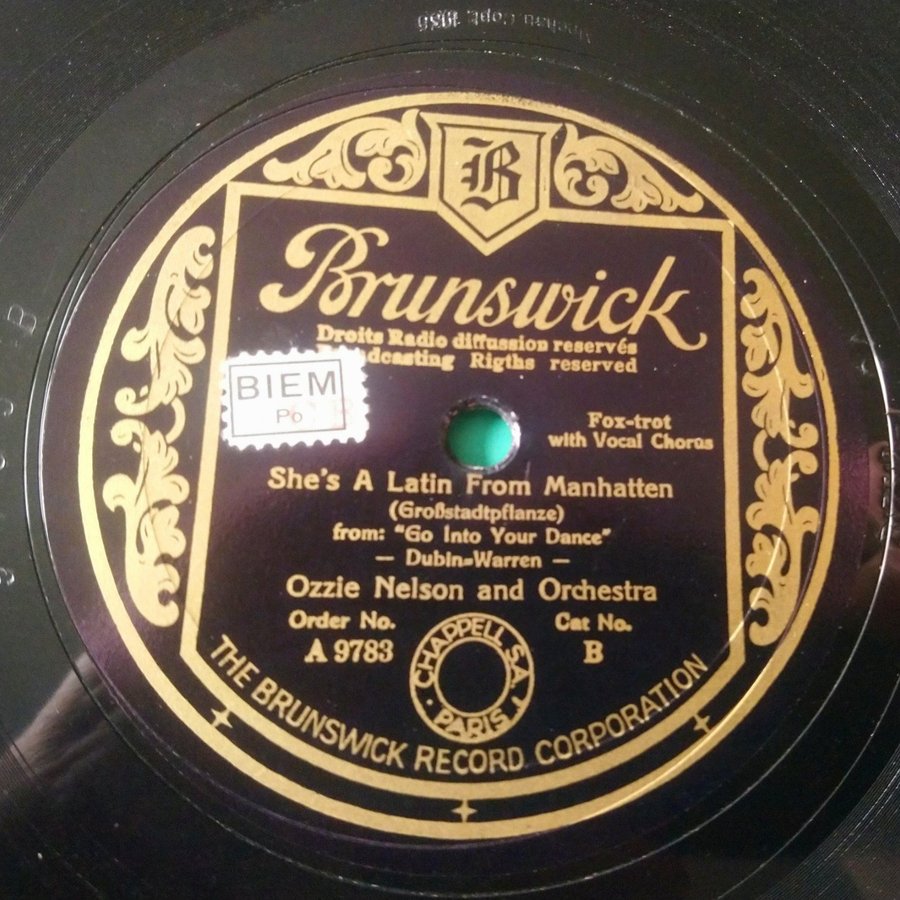 B
Brunswick
Droits Radio diffussion reservés
Broadcasting Rigths reserved
BIEM
Po
Fox-trot
with Vocal Chorus
She's A Latin From Manhatten
(Großstadtpflanze)
from: "Go Into Your Dance"
— Dubin=Warren —
Ozzie Nelson and Orchestra
Order No.
A 9783
Cat No.
B
CHAPPELL S.A.
PARIS
THE BRUNSWICK RECORD CORPORATION